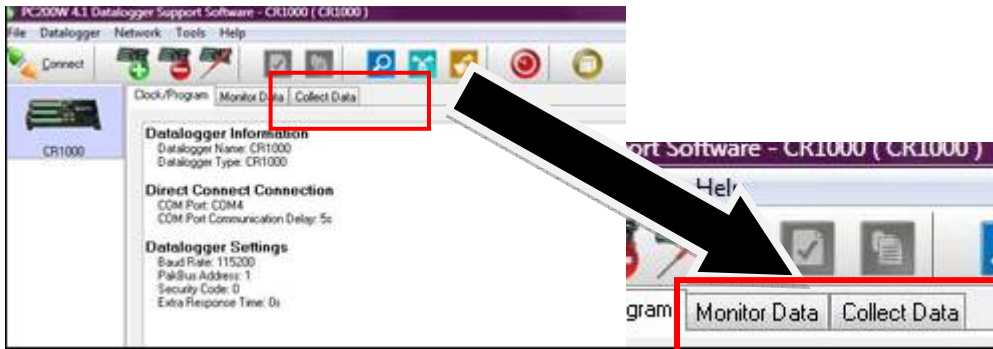 PC200W 4.1 Datalogger Support Software - CR1000 ( CR1000 )
File Datalogger Network Tools Help
Connect
Clock/Program Monitor Data Collect Data
CR1000
Datalogger Information
Datalogger Name: CR1000
Datalogger Type: CR1000
Direct Connect Connection
COM Port: COM4
COM Port Communication Delay: 5s
Datalogger Settings
Baud Rate: 115200
PakBus Address: 1
Security Code: 0
Extra Response Time: 0s
ort Software - CR1000 ( CR1000 )
Help
gram Monitor Data Collect Data